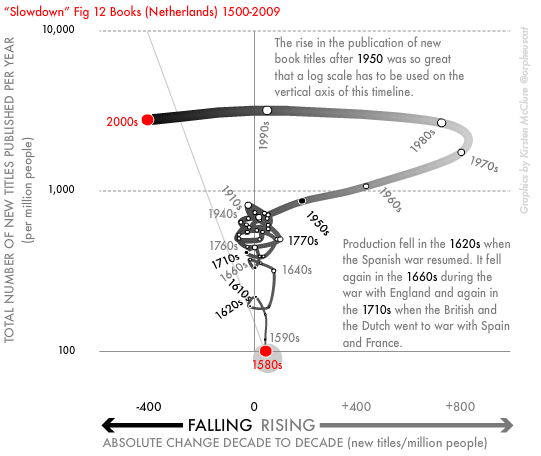 "Slowdown" Fig 12 Books (Netherlands) 1500-2009
10,000
The rise in the publication of new
book titles after 1950 was so great
that a log scale has to be used on the
vertical axis of this timeline.
TOTAL NUMBER OF NEW TITLES PUBLISHED PER YEAR
(per million people)
Graphics by Kirsten McClure @orpheuscat
2000s
1990s
1980s
1970s
1,000
1960s
1950s
1910s
1940s
1760s
1770s
1710s
1660s
1640s
1610s
1620s
Production fell in the 1620s when
the Spanish war resumed. It fell
again in the 1660s during the
war with England and again in
the 1710s when the British and
the Dutch went to war with Spain
and France.
1590s
100
1580s
-400
0
+400
+800
FALLING RISING
ABSOLUTE CHANGE DECADE TO DECADE (new titles/million people)